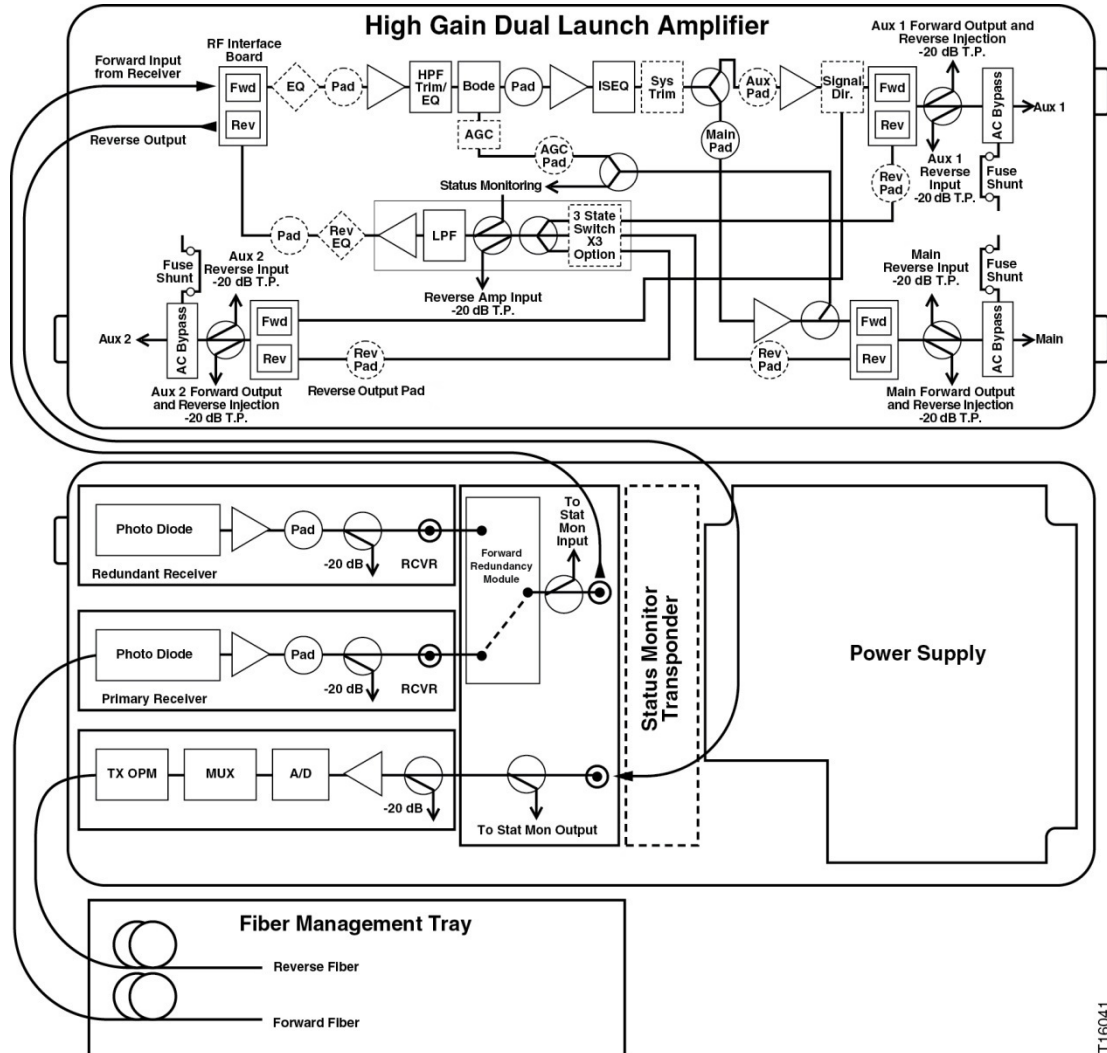 High Gain Dual Launch Amplifier
Forward Input
from Receiver
Reverse Output
RF Interface
Board
Fwd
Rev
EQ
Pad
HPF
Trim/
EQ
Bode
Pad
ISEQ
Sys
Trim
Aux
Pad
Signal
Dir.
Fwd
Rev
Aux 1 Forward Output and
Reverse Injection
-20 dB T.P.
AC Bypass
Aux 1
AGC
AGC
Pad
Main
Pad
Rev
Pad
Aux 1
Reverse
Input
-20 dB T.P.
Fuse
Shunt
Status Monitoring
Pad
Rev
EQ
LPF
3 State
Switch
X3
Option
Reverse Amp Input
-20 dB T.P.
Fuse
Shunt
Aux 2
Reverse Input
-20 dB T.P.
Main
Reverse Input
-20 dB T.P.
Fuse
Shunt
Aux 2
AC Bypass
Fwd
Rev
Rev
Pad
Reverse Output Pad
Aux 2 Forward Output
and Reverse Injection
-20 dB T.P.
Rev
Pad
Fwd
Rev
AC Bypass
Main
Main Forward Output
and Reverse Injection
-20 dB T.P.
Photo Diode
Pad
-20 dB
RCVR
Redundant Receiver
Forward
Redundancy
Module
To
Stat
Mon
Input
Photo Diode
Pad
-20 dB
RCVR
Primary Receiver
Status Monitor
Transponder
Power Supply
TX OPM
MUX
A/D
-20 dB
To Stat Mon Output
Fiber Management Tray
Reverse Fiber
Forward Fiber
T16041